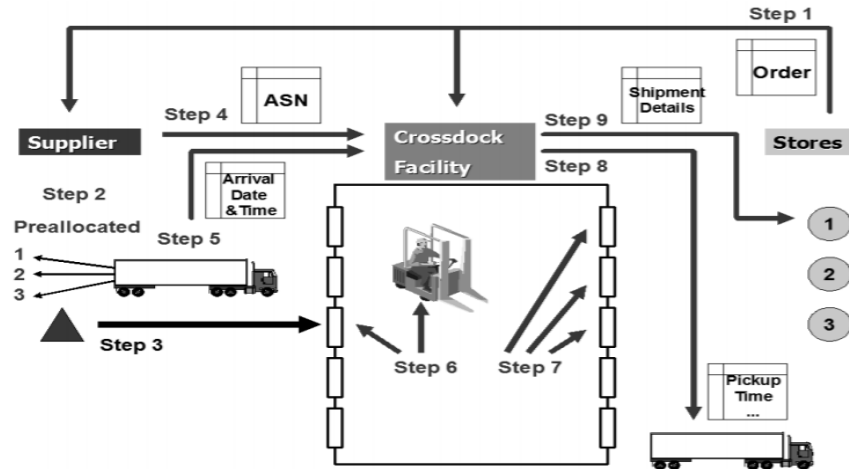 Step 1
Order
ASN
Shipment
Details
Step 4
Step 9
Supplier
Crossdock
Facility
Stores
Step 8
Arrival
Date
&Time
Step 2
Preallocated
Step 5
1
2
3
1
2
3
Step 3
Step 6
Step 7
Pickup
Time
...